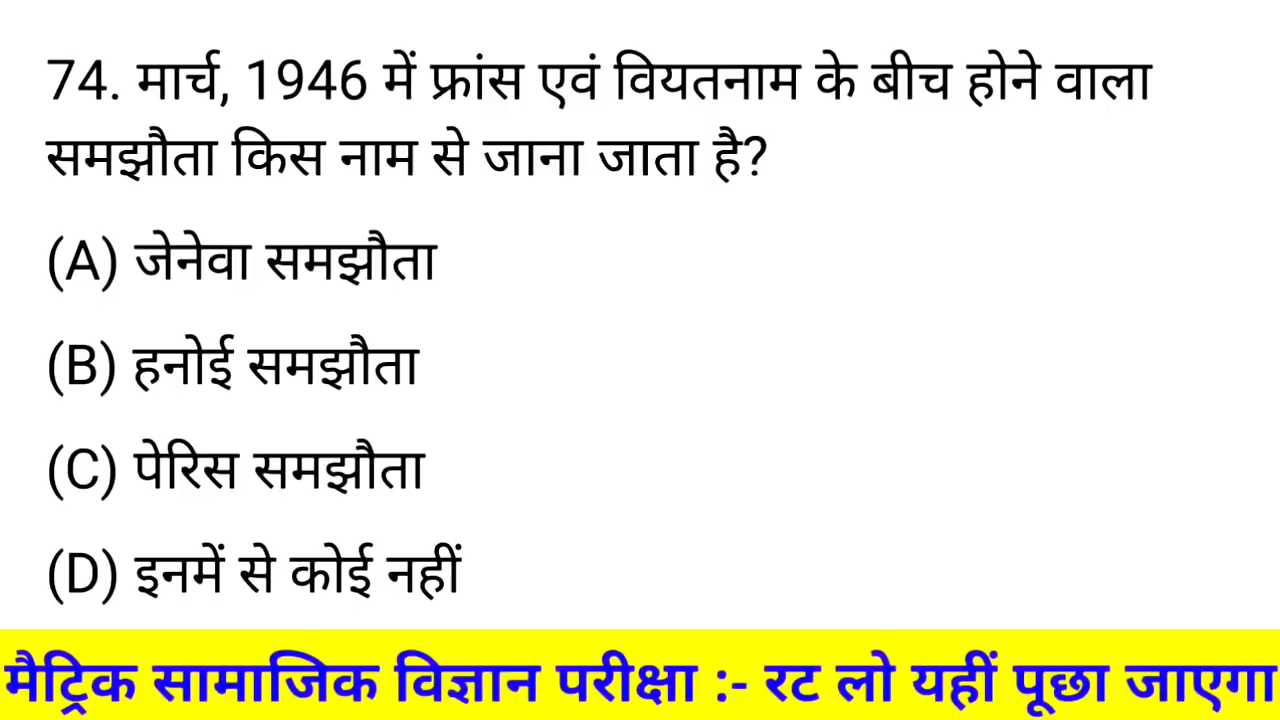 74. मार्च, 1946 में फ्रांस एवं वियतनाम के बीच होने वाला
समझौता किस नाम से जाना जाता है?
(A) जेनेवा समझौता
(B) हनोई समझौता
(C) पेरिस समझौता
(D) इनमें से कोई नहीं
मैट्रिक सामाजिक विज्ञान परीक्षा :- रट लो यहीं पूछा जाएगा